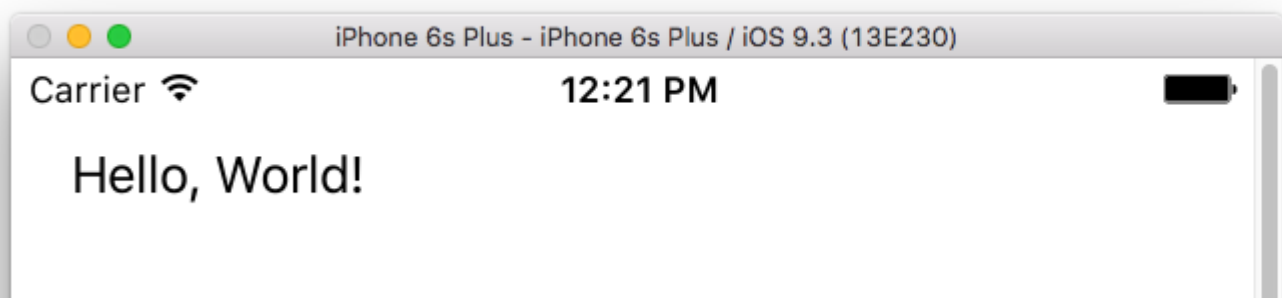 iPhone 6s Plus - iPhone 6s Plus / iOS 9.3 (13E230)
Carrier 12:21 PM
Hello, World!